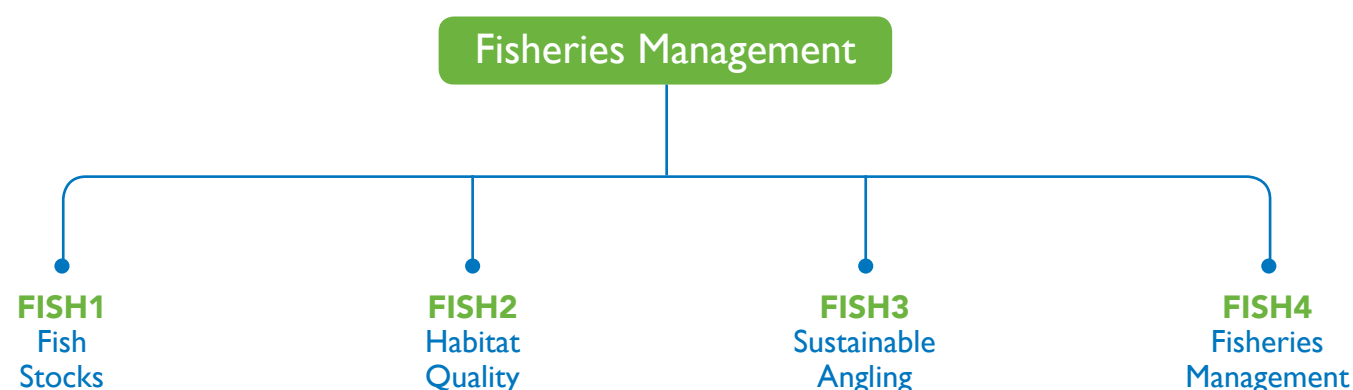 Fisheries Management
FISH1
Fish
Stocks
FISH2
Habitat
Quality
FISH3
Sustainable
Angling
FISH4
Fisheries
Management